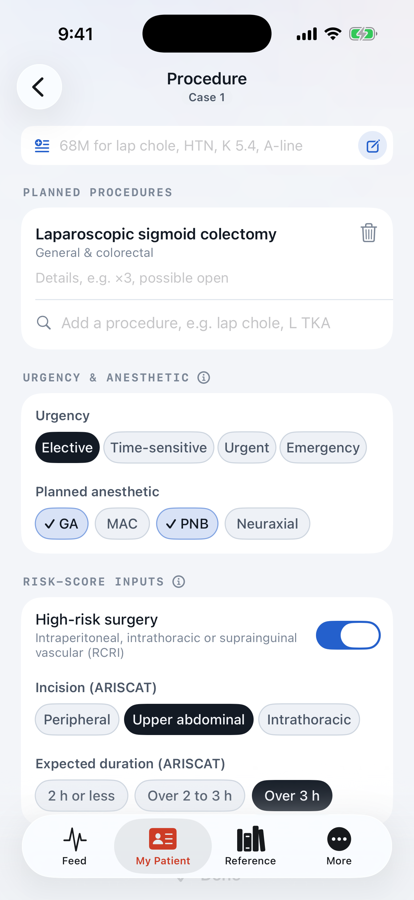 9:41
Procedure
Case 1
68M for lap chole, HTN, K 5.4, A-line
PLANNED PROCEDURES
Laparoscopic sigmoid colectomy
General & colorectal
Details, e.g. ×3, possible open
Add a procedure, e.g. lap chole, L TKA
URGENCY & ANESTHETIC
Urgency
Elective Time-sensitive Urgent Emergency
Planned anesthetic
GA MAC PNB Neuraxial
RISK-SCORE INPUTS
High-risk surgery
Intraperitoneal, intrathoracic or suprainguinal
vascular (RCRI)
Incision (ARISCAT)
Peripheral Upper abdominal Intrathoracic
Expected duration (ARISCAT)
2 h or less Over 2 to 3 h Over 3 h
Feed My Patient Reference More